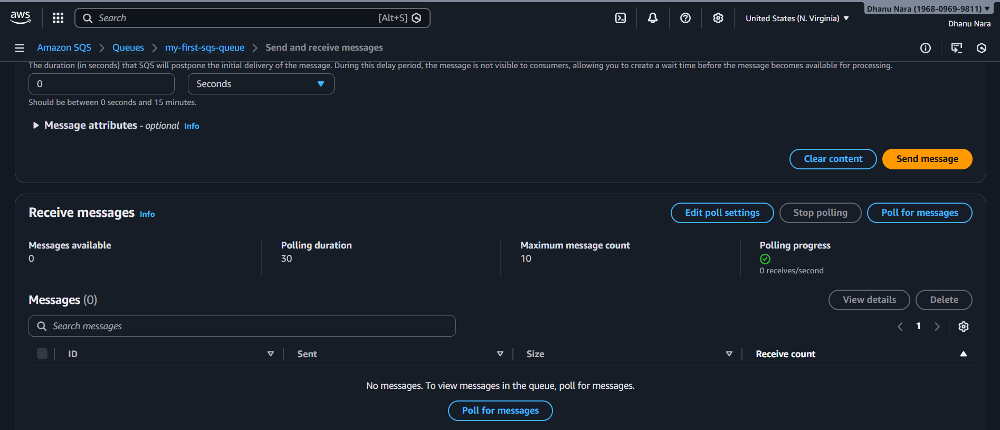 aws
Search
[Alt+S]
United States (N. Virginia)
Dhanu Nara (1968-0969-9811)
Dhanu Nara
Amazon SQS
Queues
my-first-sqs-queue
Send and receive messages
The duration (in seconds) that SQS will postpone the initial delivery of the message. During this delay period, the message is not visible to consumers, allowing you to create a wait time before the message becomes available for processing.
0
Seconds
Should be between 0 seconds and 15 minutes.
Message attributes - optional Info
Clear content
Send message
Receive messages Info
Edit poll settings
Stop polling
Poll for messages
Messages available
0
Polling duration
30
Maximum message count
10
Polling progress
0 receives/second
Messages (0)
View details
Delete
Search messages
1
ID
Sent
Size
Receive count
No messages. To view messages in the queue, poll for messages.
Poll for messages